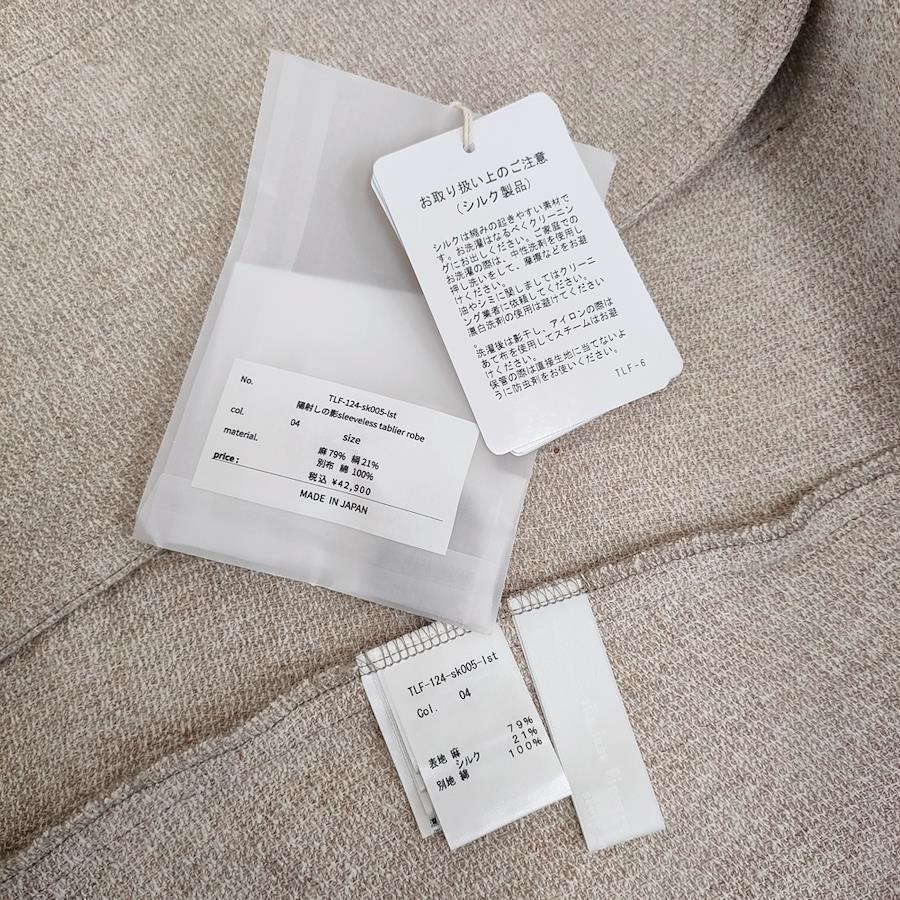 お取り扱い上のご注意
(シルク製品)
シルクは縮みの起きやすい素材で
す。お洗濯はなるべくクリーニン
グにお出しください。ご家庭での
お洗濯の際は、中性洗剤を使用し
押し洗いをして、摩擦などをお避
けください。
油やシミに関しましてはクリーニ
ング業者に依頼してください。
漂白洗剤の使用は避けてください
。
洗濯後は影干し、アイロンの際は
あて布を使用してスチームはお避
けください。
保管の際は直接生地に当てないよ
うに防虫剤をお使いください。
TLF-6
No.
TLF-124-sk005-lst
陽射しの影sleeveless tablier robe
col. 04 size
material. 麻79% 絹21%
別布 綿 100%
price: 税込 ¥42,900
MADE IN JAPAN
TLF-124-sk005-lst
Col. 04
表地 麻 79%
シルク 21%
別地 綿 100%